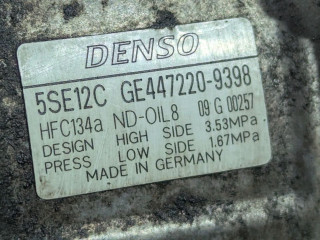 DENSO
5SE12C GE447220-9398
HFC134a ND-OIL8 09 G 00257
DESIGN HIGH SIDE 3.53MPa
PRESS LOW SIDE 1.67MPa
MADE IN GERMANY